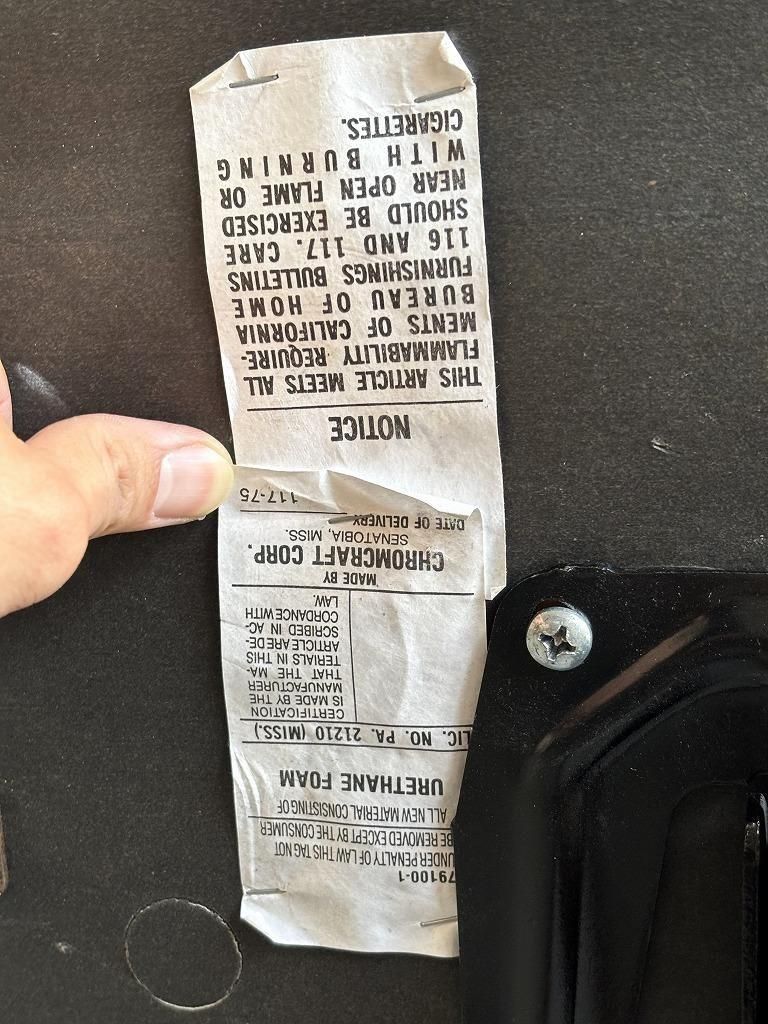 79100-1
UNDER PENALTY OF LAW THIS TAG NOT
BE REMOVED EXCEPT BY THE CONSUMER
ALL NEW MATERIAL CONSISTING OF
URETHANE FOAM
LIC. NO. PA. 21210 (MISS.)
CERTIFICATION
IS MADE BY THE
MANUFACTURER
THAT THE MA-
TERIALS IN THIS
ARTICLE ARE DE-
SCRIBED IN AC-
CORDANCE WITH
LAW.
MADE BY
CHROMCRAFT CORP.
SENATOBIA, MISS.
DATE OF DELIVERY
117-75
NOTICE
THIS ARTICLE MEETS ALL
FLAMMABILITY REQUIRE-
MENTS OF CALIFORNIA
BUREAU OF HOME
FURNISHINGS BULLETINS
116 AND 117. CARE
SHOULD BE EXERCISED
NEAR OPEN FLAME OR
WITH BURNING
CIGARETTES.